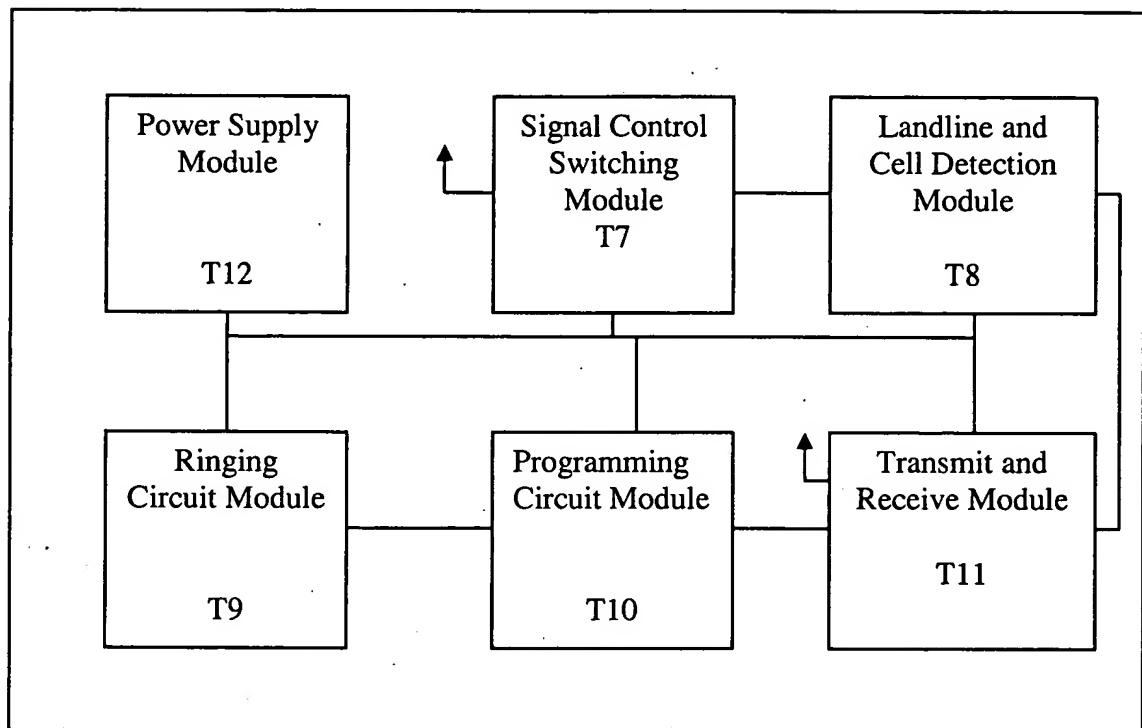 Power Supply
Module
T12
Signal Control
Switching
Module
T7
Landline and
Cell Detection
Module
T8
Ringing
Circuit Module
T9
Programming
Circuit Module
T10
Transmit and
Receive Module
T11